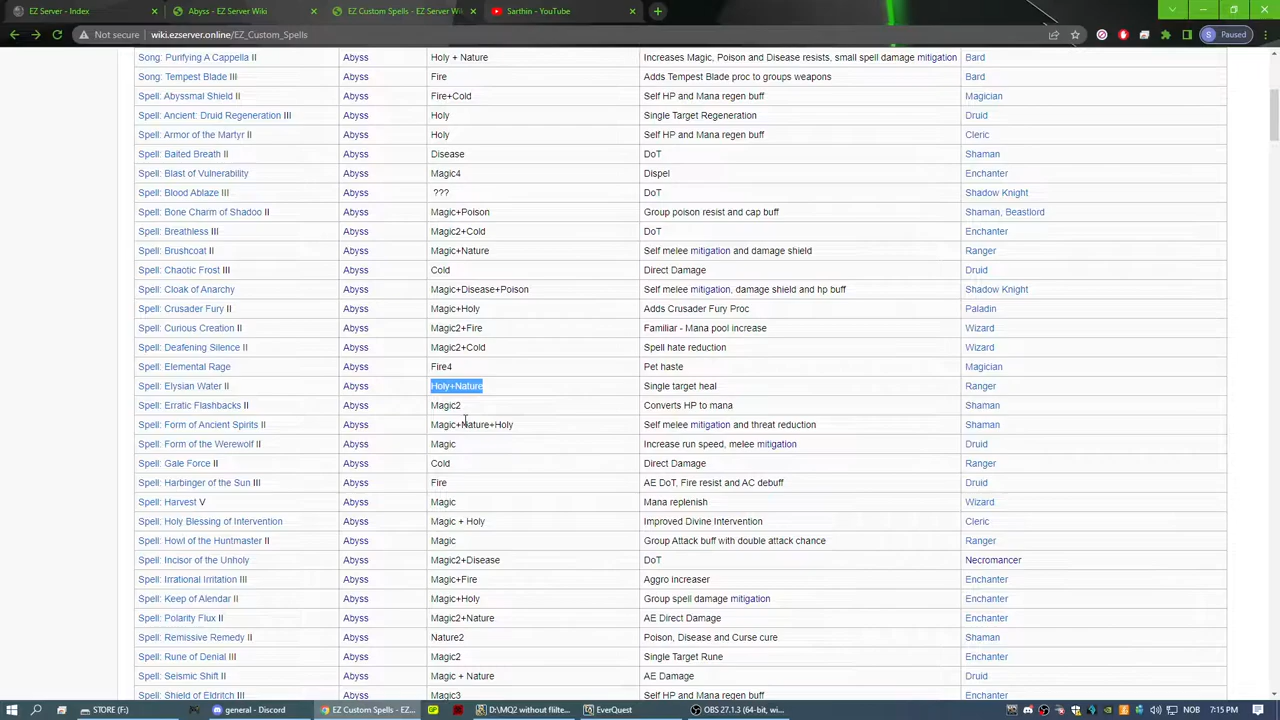 EZ Server - Index
Abyss - EZ Server Wiki
EZ Custom Spells - EZ Server Wi
Sarthin - YouTube
Not secure | wiki.ezserver.online/EZ_Custom_Spells
S Paused
Song: Purifying A Cappella II Abyss Holy + Nature Increases Magic, Poison and Disease resists, small spell damage mitigation Bard
Song: Tempest Blade III Abyss Fire Adds Tempest Blade proc to groups weapons Bard
Spell: Abyssmal Shield II Abyss Fire+Cold Self HP and Mana regen buff Magician
Spell: Ancient: Druid Regeneration III Abyss Holy Single Target Regeneration Druid
Spell: Armor of the Martyr II Abyss Holy Self HP and Mana regen buff Cleric
Spell: Baited Breath II Abyss Disease DoT Shaman
Spell: Blast of Vulnerability Abyss Magic4 Dispel Enchanter
Spell: Blood Ablaze III Abyss ??? DoT Shadow Knight
Spell: Bone Charm of Shadoo II Abyss Magic+Poison Group poison resist and cap buff Shaman, Beastlord
Spell: Breathless III Abyss Magic2+Cold DoT Enchanter
Spell: Brushcoat II Abyss Magic+Nature Self melee mitigation and damage shield Ranger
Spell: Chaotic Frost III Abyss Cold Direct Damage Druid
Spell: Cloak of Anarchy Abyss Magic+Disease+Poison Self melee mitigation, damage shield and hp buff Shadow Knight
Spell: Crusader Fury II Abyss Magic+Holy Adds Crusader Fury Proc Paladin
Spell: Curious Creation II Abyss Magic2+Fire Familiar - Mana pool increase Wizard
Spell: Deafening Silence II Abyss Magic2+Cold Spell hate reduction Wizard
Spell: Elemental Rage Abyss Fire4 Pet haste Magician
Spell: Elysian Water II Abyss Holy+Nature Single target heal Ranger
Spell: Erratic Flashbacks II Abyss Magic2 Converts HP to mana Shaman
Spell: Form of Ancient Spirits II Abyss Magic+Nature+Holy Self melee mitigation and threat reduction Shaman
Spell: Form of the Werewolf II Abyss Magic Increase run speed, melee mitigation Druid
Spell: Gale Force II Abyss Cold Direct Damage Ranger
Spell: Harbinger of the Sun III Abyss Fire AE DoT, Fire resist and AC debuff Druid
Spell: Harvest V Abyss Magic Mana replenish Wizard
Spell: Holy Blessing of Intervention Abyss Magic + Holy Improved Divine Intervention Cleric
Spell: Howl of the Huntmaster II Abyss Magic Group Attack buff with double attack chance Ranger
Spell: Incisor of the Unholy Abyss Magic2+Disease DoT Necromancer
Spell: Irrational Irritation III Abyss Magic+Fire Aggro increaser Enchanter
Spell: Keep of Alendar II Abyss Magic+Holy Group spell damage mitigation Enchanter
Spell: Polarity Flux II Abyss Magic2+Nature AE Direct Damage Enchanter
Spell: Remissive Remedy II Abyss Nature2 Poison, Disease and Curse cure Shaman
Spell: Rune of Denial III Abyss Magic2 Single Target Rune Enchanter
Spell: Seismic Shift II Abyss Magic + Nature AE Damage Druid
Spell: Shield of Eldritch III Abyss Magic3 Self HP and Mana regen buff Enchanter
STORE (F:)
general - Discord
EZ Custom Spells - EZ...
D:\MQ2 without filte...
EverQuest
OBS 27.1.3 (64-bit, wi...
NOB 7:15 PM